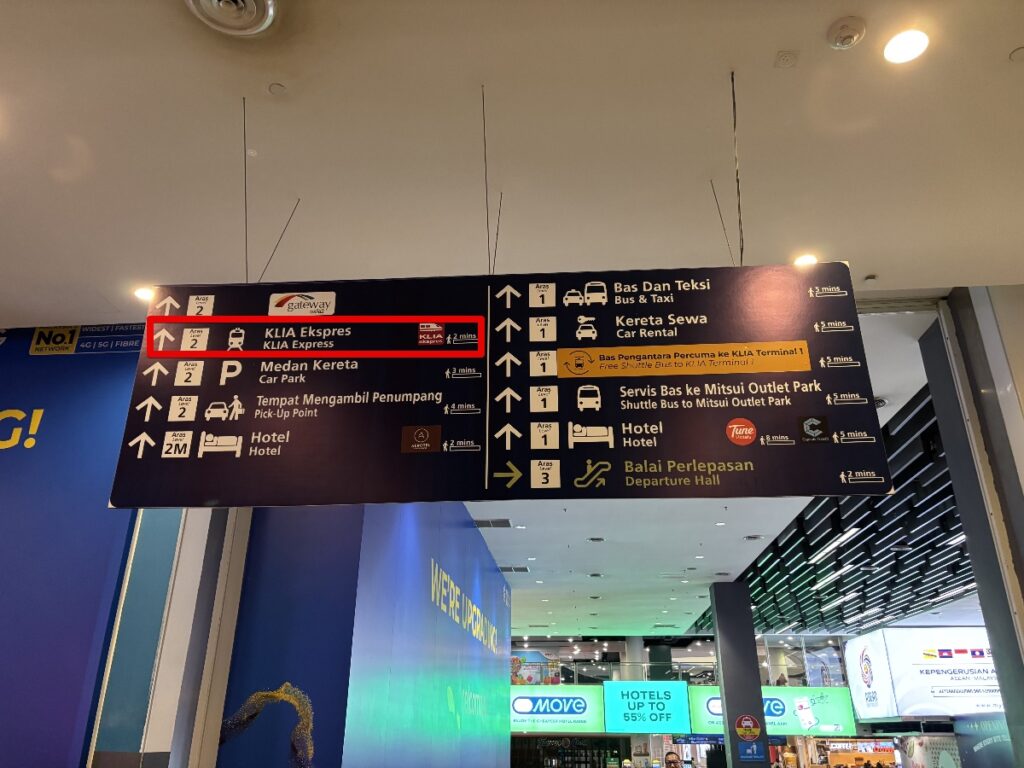 Aras
Level
2
gateway
Aras
Level
2
KLIA Ekspres
KLIA Express
KLIA
ekspres
2 mins
Aras
Level
2
P
Medan Kereta
Car Park
3 mins
Aras
Level
2
Tempat Mengambil Penumpang
Pick-Up Point
4 mins
Aras
Level
2M
Hotel
Hotel
2 mins
Aras
Level
1
Bas Dan Teksi
Bus & Taxi
5 mins
Aras
Level
1
Kereta Sewa
Car Rental
5 mins
Aras
Level
1
Bas Pengantara Percuma ke KLIA Terminal 1
Free Shuttle Bus to KLIA Terminal 1
5 mins
Aras
Level
1
Servis Bas ke Mitsui Outlet Park
Shuttle Bus to Mitsui Outlet Park
5 mins
Aras
Level
1
Hotel
Hotel
Tune
8 mins
5 mins
Aras
Level
3
Balai Perlepasan
Departure Hall
2 mins
No.1
NETWORK
WIDEST | FASTEST
4G | 5G | FIBRE
G!
WE'RE UPGRADING
move
HOTELS
UP TO
55% OFF
move
KEPENGERUSIAN